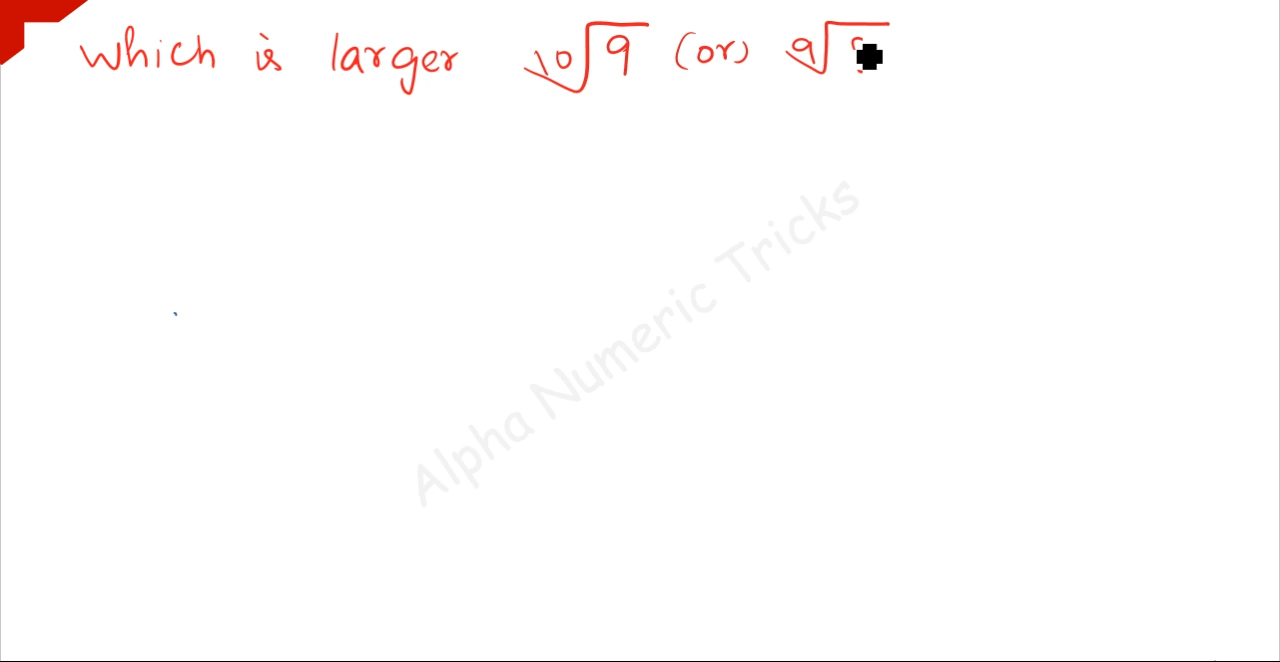 Which is larger ¹⁰√9 (or) ⁹√
Alpha Numeric Tricks